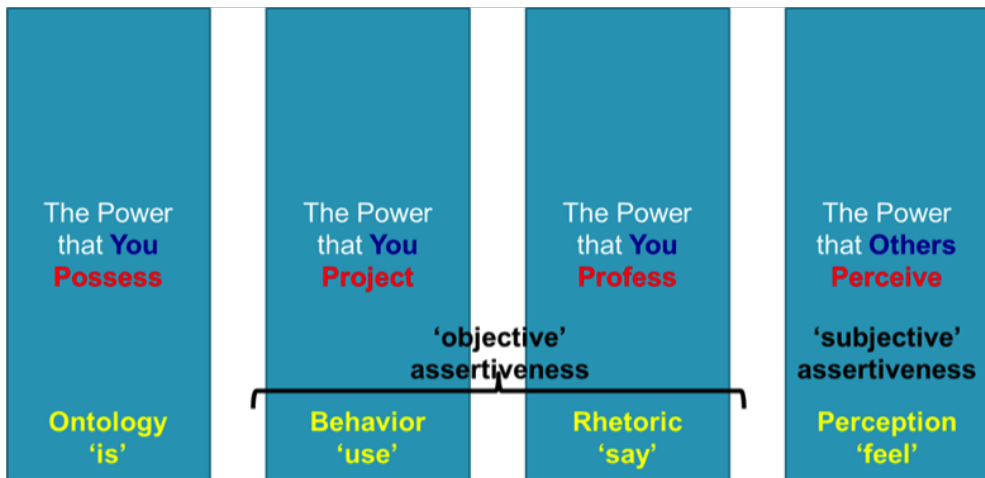 The Power
that You
Possess
Ontology
'is'
The Power
that You
Project
The Power
that You
Profess
‘objective’
assertiveness
Behavior
‘use’
Rhetoric
‘say’
The Power
that Others
Perceive
‘subjective’
assertiveness
Perception
‘feel’